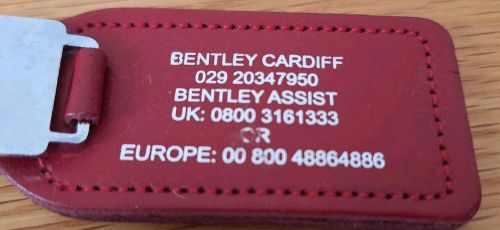 BENTLEY CARDIFF
029 20347950
BENTLEY ASSIST
UK: 0800 3161333
OR
EUROPE: 00 800 48864886